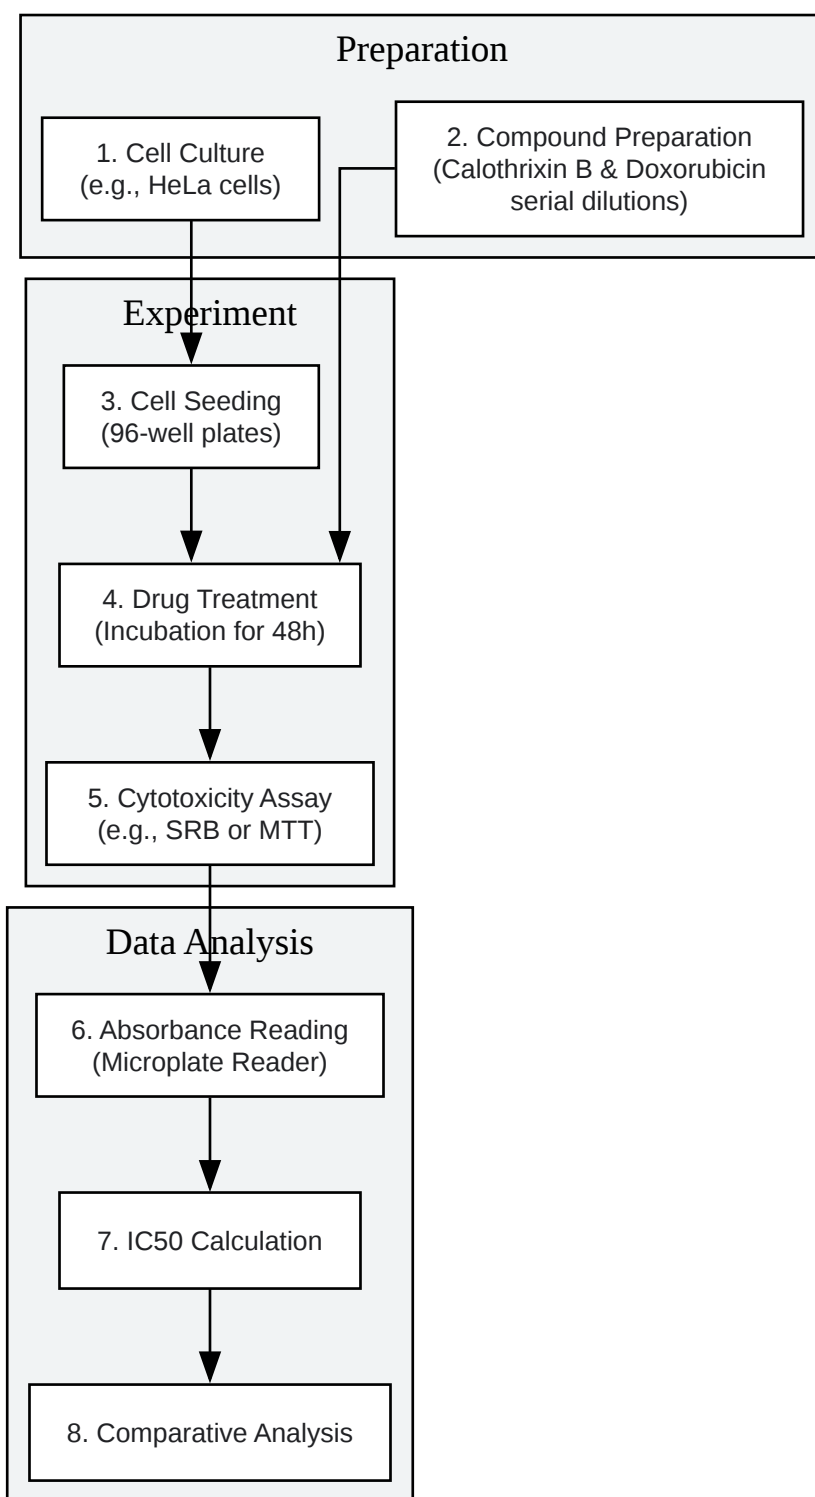 Preparation
1. Cell Culture
(e.g., HeLa cells)
2. Compound Preparation
(Calothrixin B & Doxorubicin
serial dilutions)
Experiment
3. Cell Seeding
(96-well plates)
4. Drug Treatment
(Incubation for 48h)
5. Cytotoxicity Assay
(e.g., SRB or MTT)
Data Analysis
6. Absorbance Reading
(Microplate Reader)
7. IC50 Calculation
8. Comparative Analysis